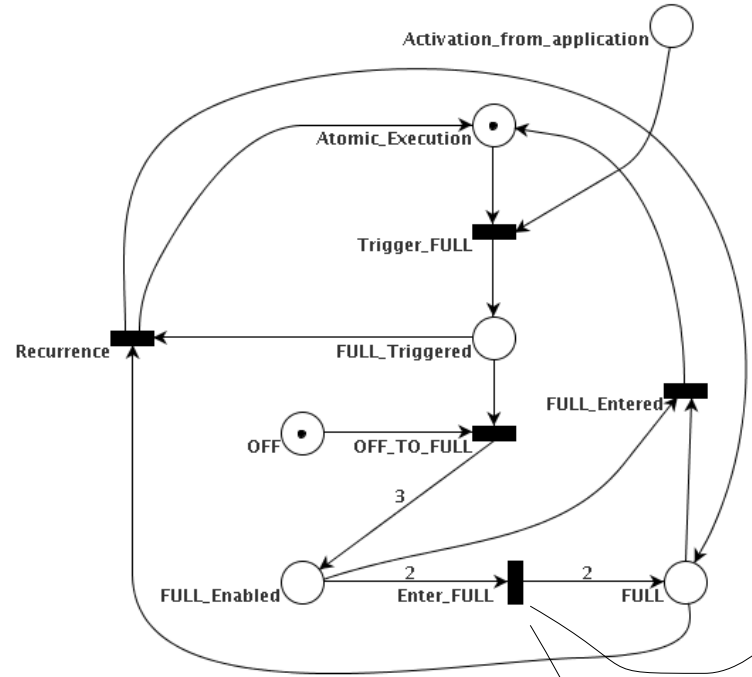 Activation_from_application
Atomic_Execution
Trigger_FULL
Recurrence
FULL_Triggered
FULL_Entered
OFF
OFF_TO_FULL
3
2
2
FULL_Enabled
Enter_FULL
FULL